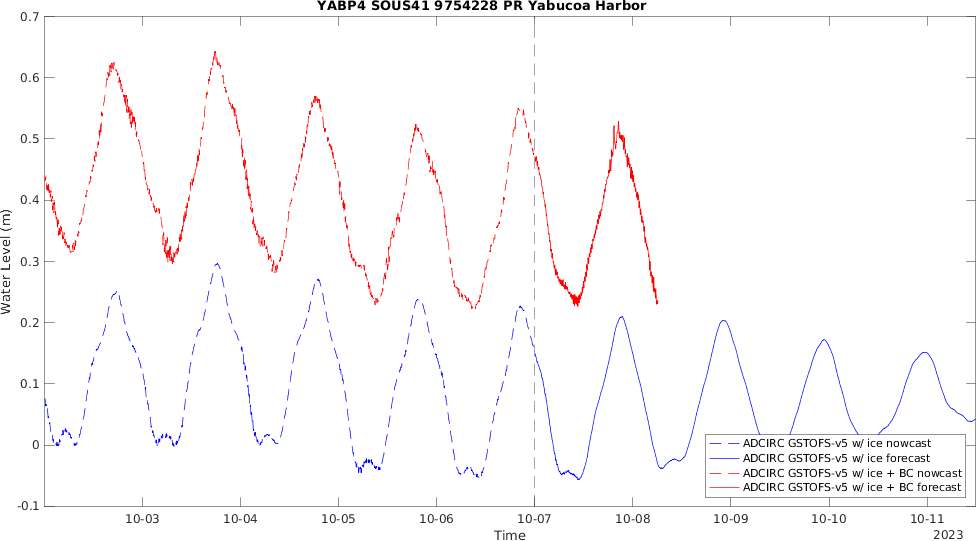 YABP4 SOUS41 9754228 PR Yabucoa Harbor
0.7
0.6
0.5
0.4
0.3
0.2
0.1
0
-0.1
Water Level (m)
10-03 10-04 10-05 10-06 10-07 10-08 10-09 10-10 10-11
Time
2023
ADCIRC GSTOFS-v5 w/ ice nowcast
ADCIRC GSTOFS-v5 w/ ice forecast
ADCIRC GSTOFS-v5 w/ ice + BC nowcast
ADCIRC GSTOFS-v5 w/ ice + BC forecast